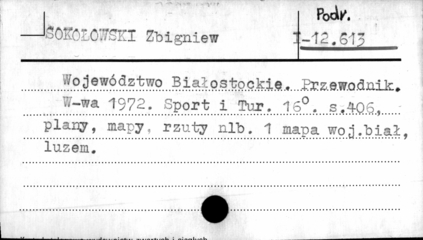 Podr.
SOKOŁOWSKI Zbigniew I-12.613
Województwo Białostockie. Przewodnik.
W-wa 1972. Sport i Tur. 16°. s.406,
plany, mapy, rzuty nlb. 1 mapa woj.biał,
luzem.